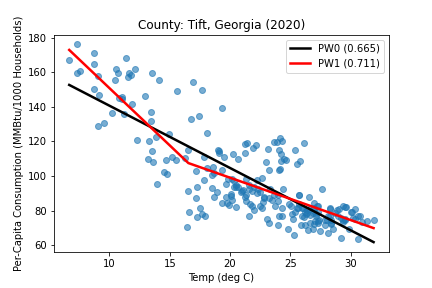 County: Tift, Georgia (2020)
PW0 (0.665)
PW1 (0.711)
Per-Capita Consumption (MMBtu/1000 Households)
180
160
140
120
100
80
60
10 15 20 25 30
Temp (deg C)